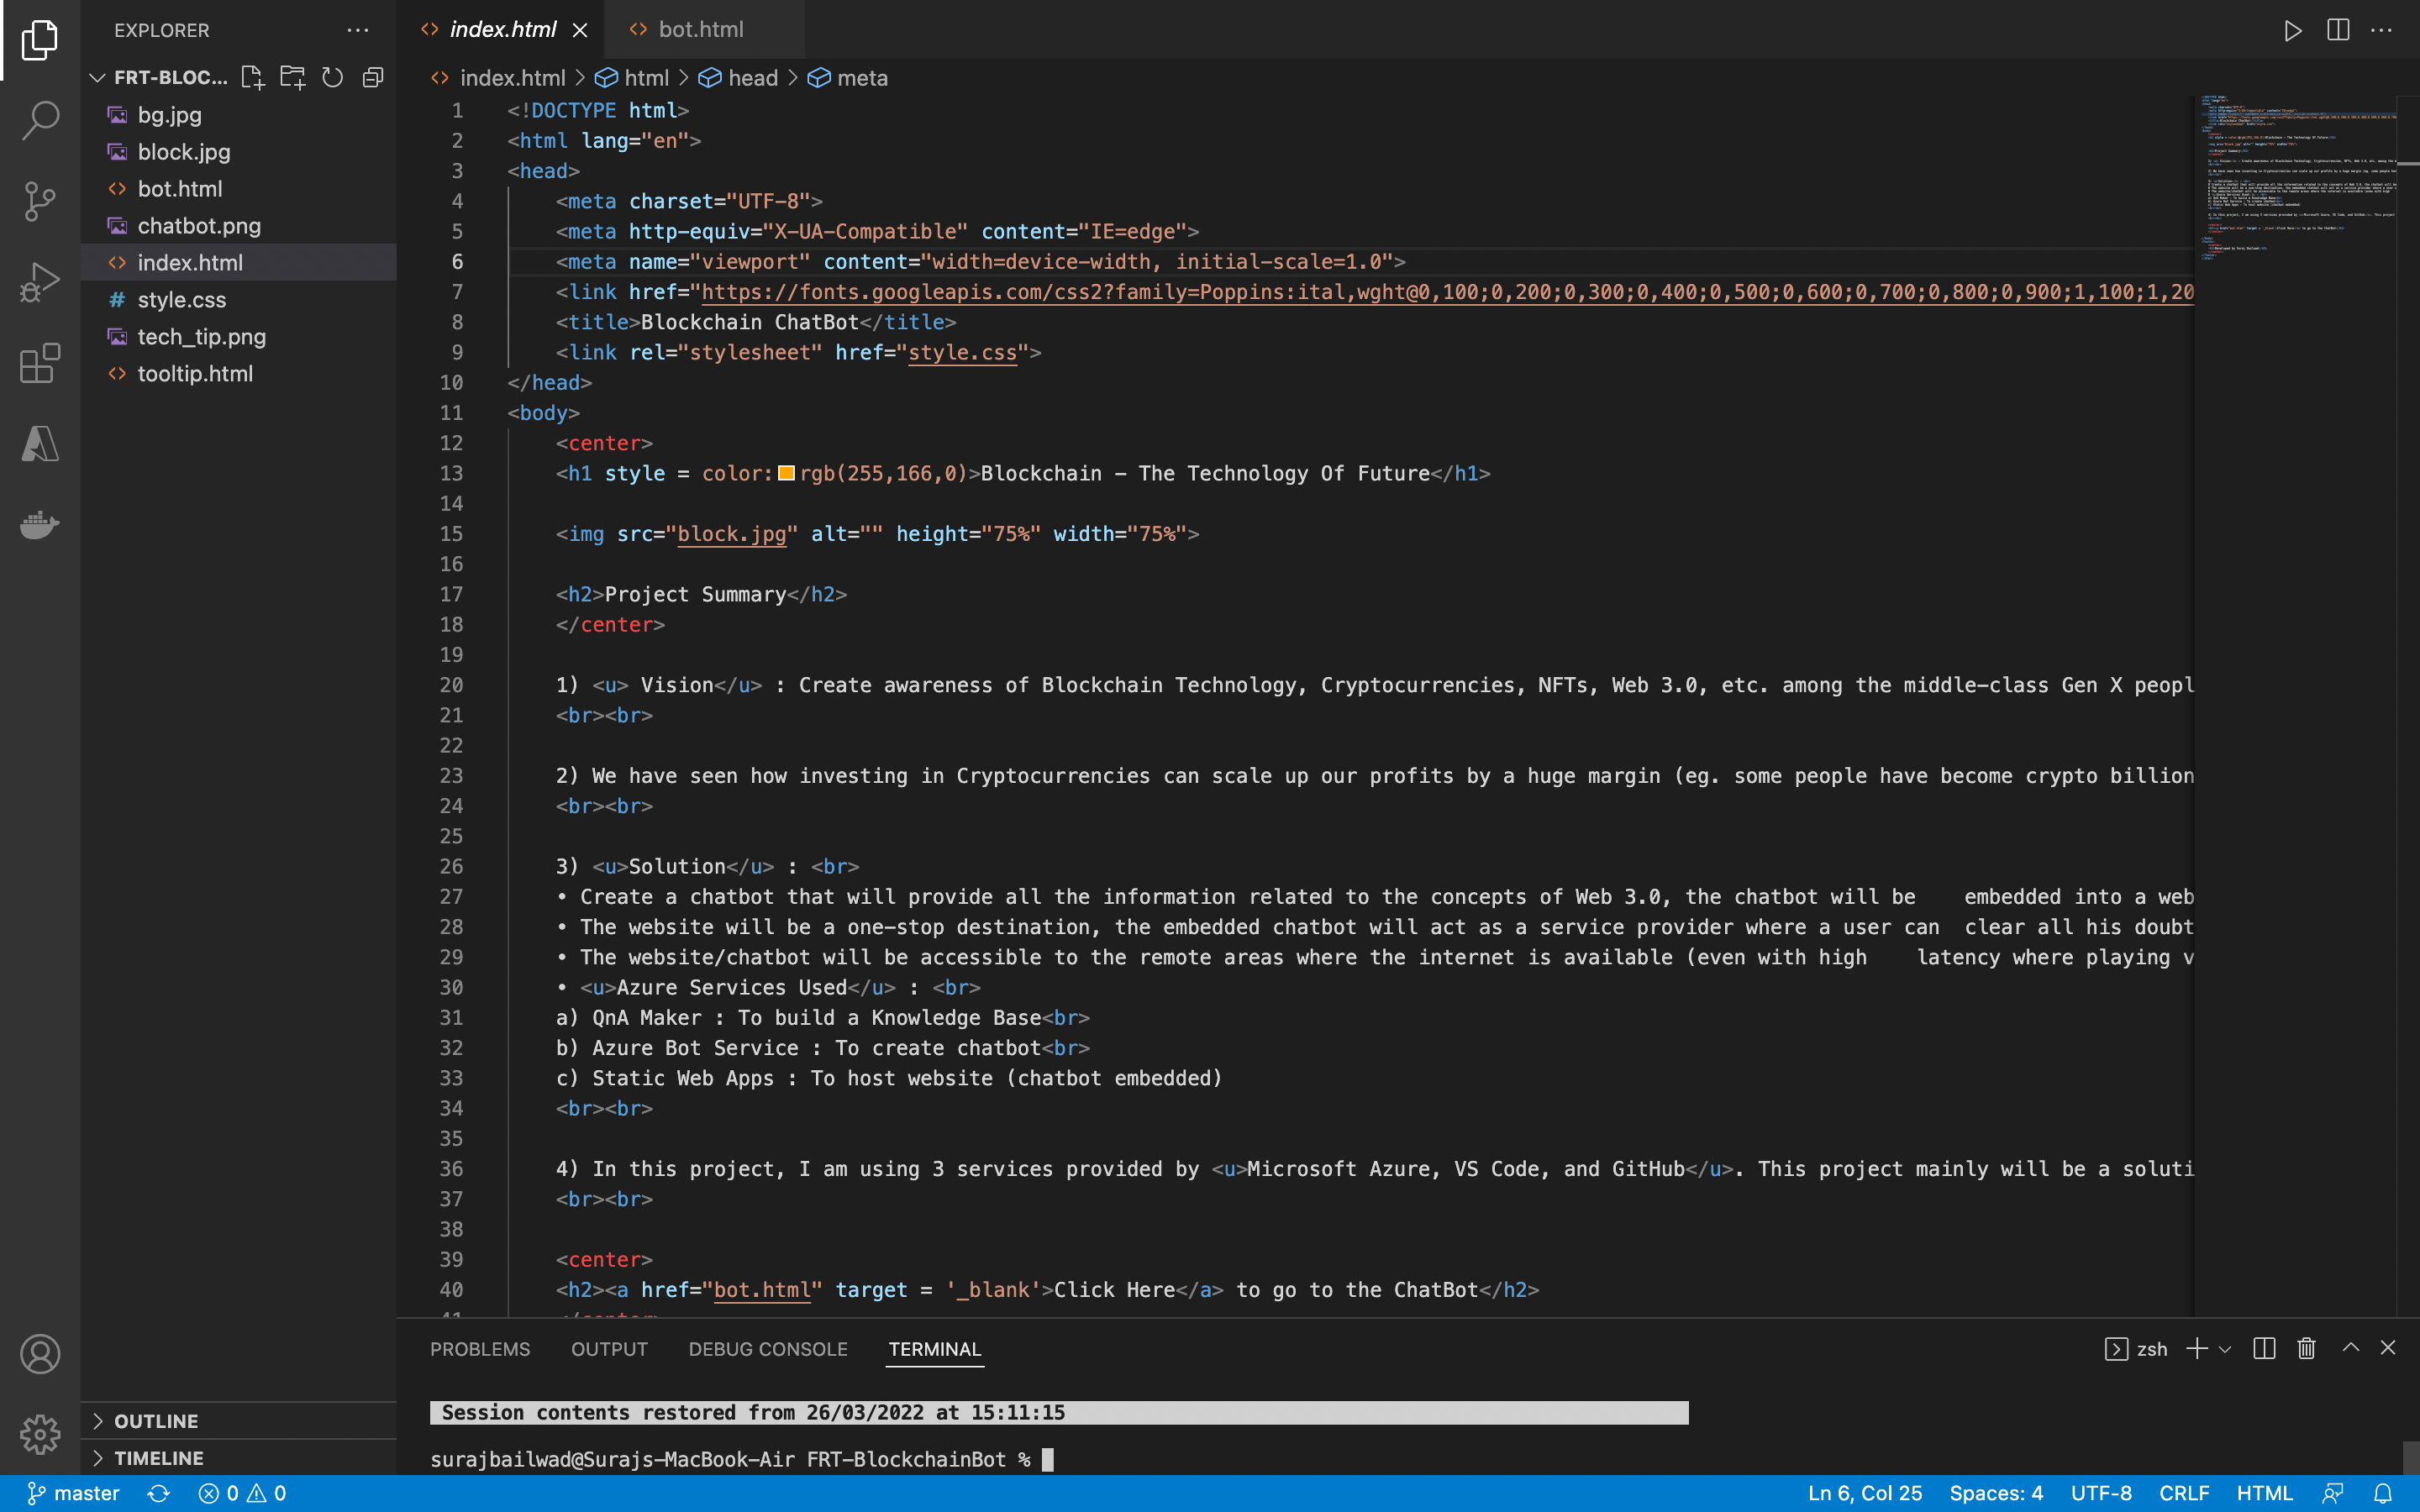 EXPLORER
FRT-BLOC...
bg.jpg
block.jpg
bot.html
chatbot.png
index.html
style.css
tech_tip.png
tooltip.html
OUTLINE
TIMELINE
index.html
bot.html
index.html > html > head > meta
1 <!DOCTYPE html>
2 <html lang="en">
3 <head>
4 <meta charset="UTF-8">
5 <meta http-equiv="X-UA-Compatible" content="IE=edge">
6 <meta name="viewport" content="width=device-width, initial-scale=1.0">
7 <link href="https://fonts.googleapis.com/css2?family=Poppins:ital,wght@0,100;0,200;0,300;0,400;0,500;0,600;0,700;0,800;0,900;1,100;1,20
8 <title>Blockchain ChatBot</title>
9 <link rel="stylesheet" href="style.css">
10 </head>
11 <body>
12 <center>
13 <h1 style = color:rgb(255,166,0)>Blockchain - The Technology Of Future</h1>
14
15 <img src="block.jpg" alt="" height="75%" width="75%">
16
17 <h2>Project Summary</h2>
18 </center>
19
20 1) <u> Vision</u> : Create awareness of Blockchain Technology, Cryptocurrencies, NFTs, Web 3.0, etc. among the middle-class Gen X peopl
21 <br><br>
22
23 2) We have seen how investing in Cryptocurrencies can scale up our profits by a huge margin (eg. some people have become crypto billion
24 <br><br>
25
26 3) <u>Solution</u> : <br>
27 • Create a chatbot that will provide all the information related to the concepts of Web 3.0, the chatbot will be embedded into a web
28 • The website will be a one-stop destination, the embedded chatbot will act as a service provider where a user can clear all his doubt
29 • The website/chatbot will be accessible to the remote areas where the internet is available (even with high latency where playing v
30 • <u>Azure Services Used</u> : <br>
31 a) QnA Maker : To build a Knowledge Base<br>
32 b) Azure Bot Service : To create chatbot<br>
33 c) Static Web Apps : To host website (chatbot embedded)
34 <br><br>
35
36 4) In this project, I am using 3 services provided by <u>Microsoft Azure, VS Code, and GitHub</u>. This project mainly will be a soluti
37 <br><br>
38
39 <center>
40 <h2><a href="bot.html" target = '_blank'>Click Here</a> to go to the ChatBot</h2>
41 </center>
PROBLEMS OUTPUT DEBUG CONSOLE TERMINAL zsh
Session contents restored from 26/03/2022 at 15:11:15
surajbailwad@Surajs-MacBook-Air FRT-BlockchainBot %
master 0 0 Ln 6, Col 25 Spaces: 4 UTF-8 CRLF HTML